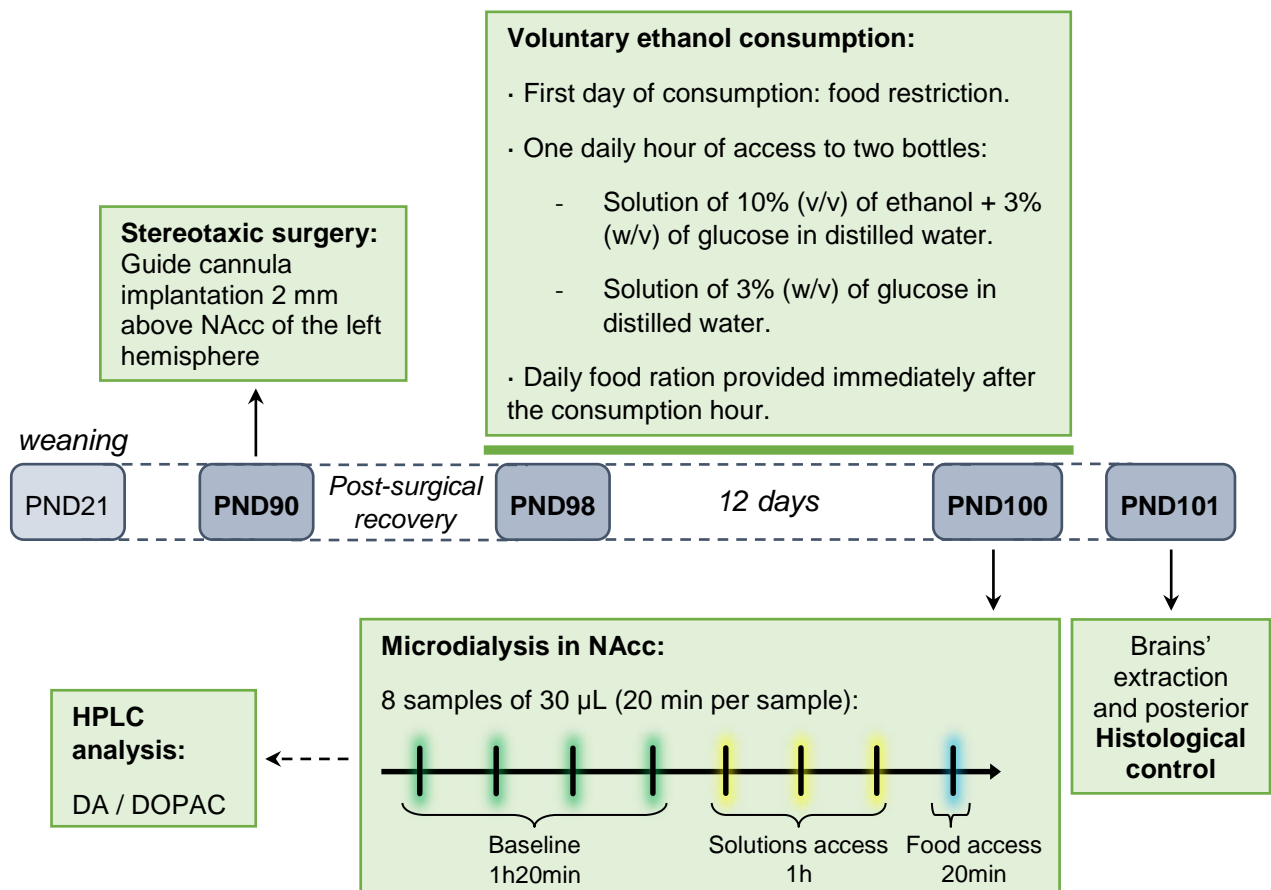 Voluntary ethanol consumption:
· First day of consumption: food restriction.
· One daily hour of access to two bottles:
- Solution of 10% (v/v) of ethanol + 3%
(w/v) of glucose in distilled water.
- Solution of 3% (w/v) of glucose in
distilled water.
· Daily food ration provided immediately after
the consumption hour.
Stereotaxic surgery:
Guide cannula
implantation 2 mm
above NAcc of the left
hemisphere
weaning
PND21
PND90
Post-surgical
recovery
PND98
12 days
PND100
PND101
Microdialysis in NAcc:
8 samples of 30 µL (20 min per sample):
Baseline
1h20min
Solutions access
1h
Food access
20min
HPLC
analysis:
DA / DOPAC
Brains’
extraction
and posterior
Histological
control